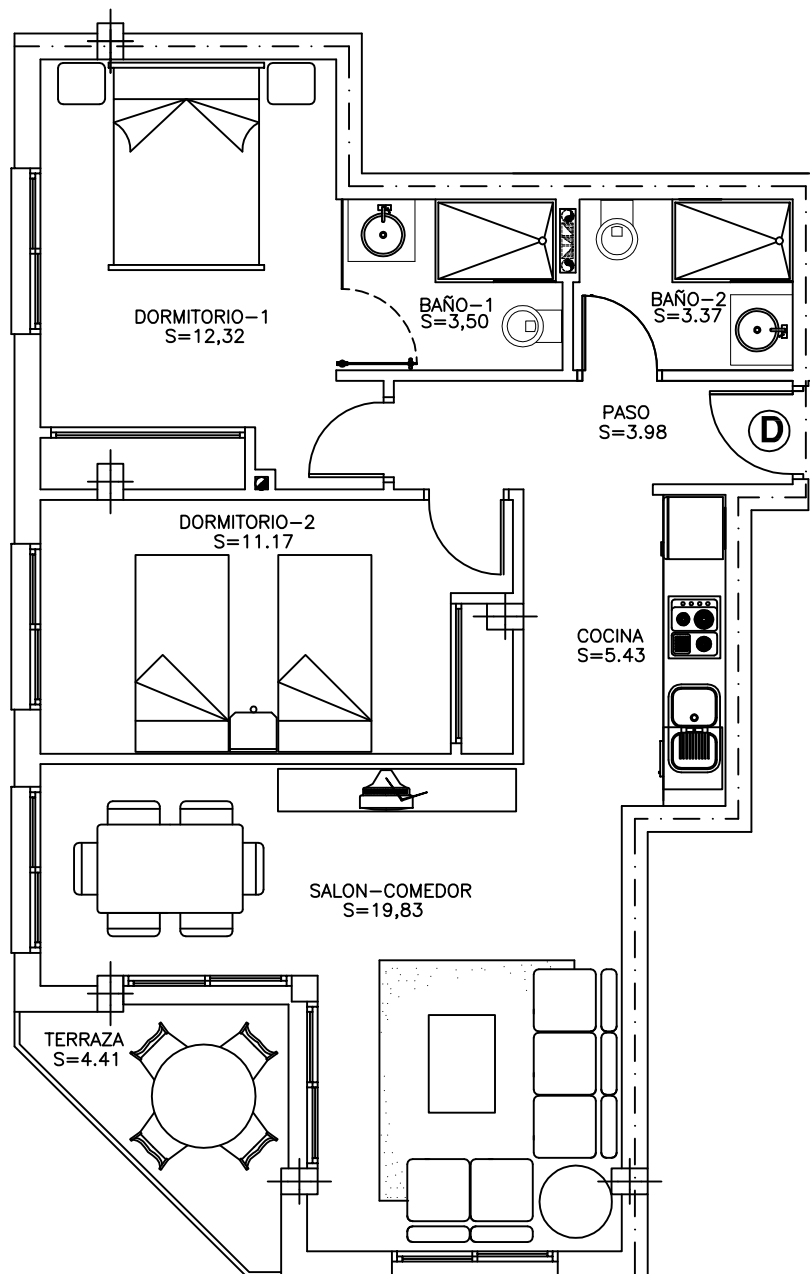 DORMITORIO-1
S=12,32
BAÑO-1
S=3,50
BAÑO-2
S=3.37
PASO
S=3.98
D
DORMITORIO-2
S=11.17
COCINA
S=5.43
SALON-COMEDOR
S=19,83
TERRAZA
S=4.41